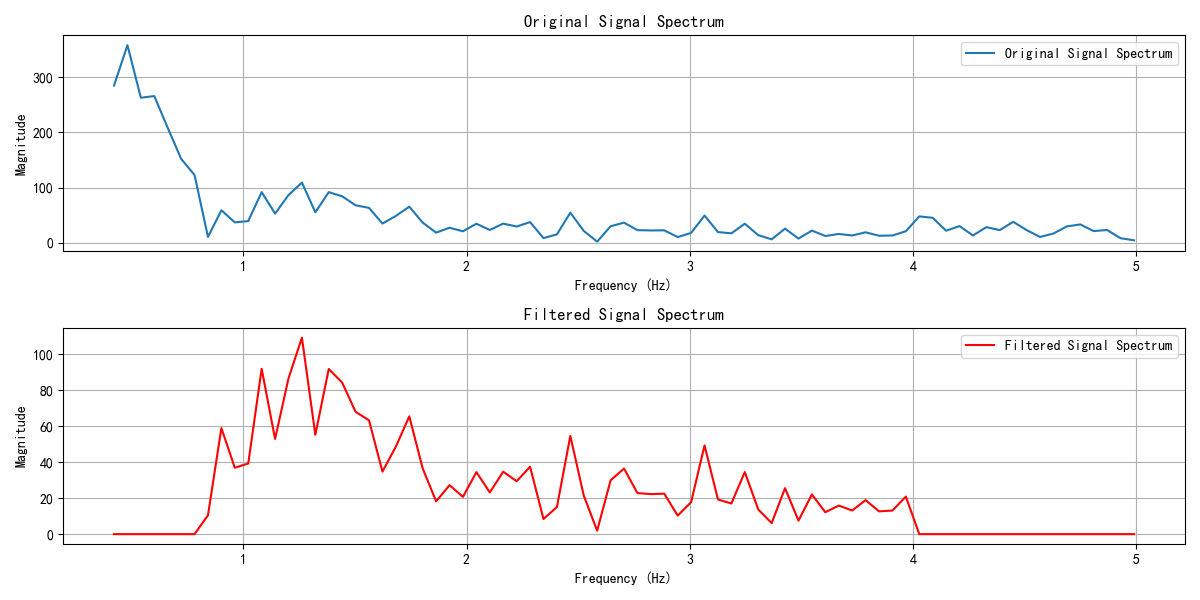 Original Signal Spectrum
Original Signal Spectrum
Magnitude
300
200
100
0
1 2 3 4 5
Frequency (Hz)
Filtered Signal Spectrum
Filtered Signal Spectrum
Magnitude
100
80
60
40
20
0
1 2 3 4 5
Frequency (Hz)